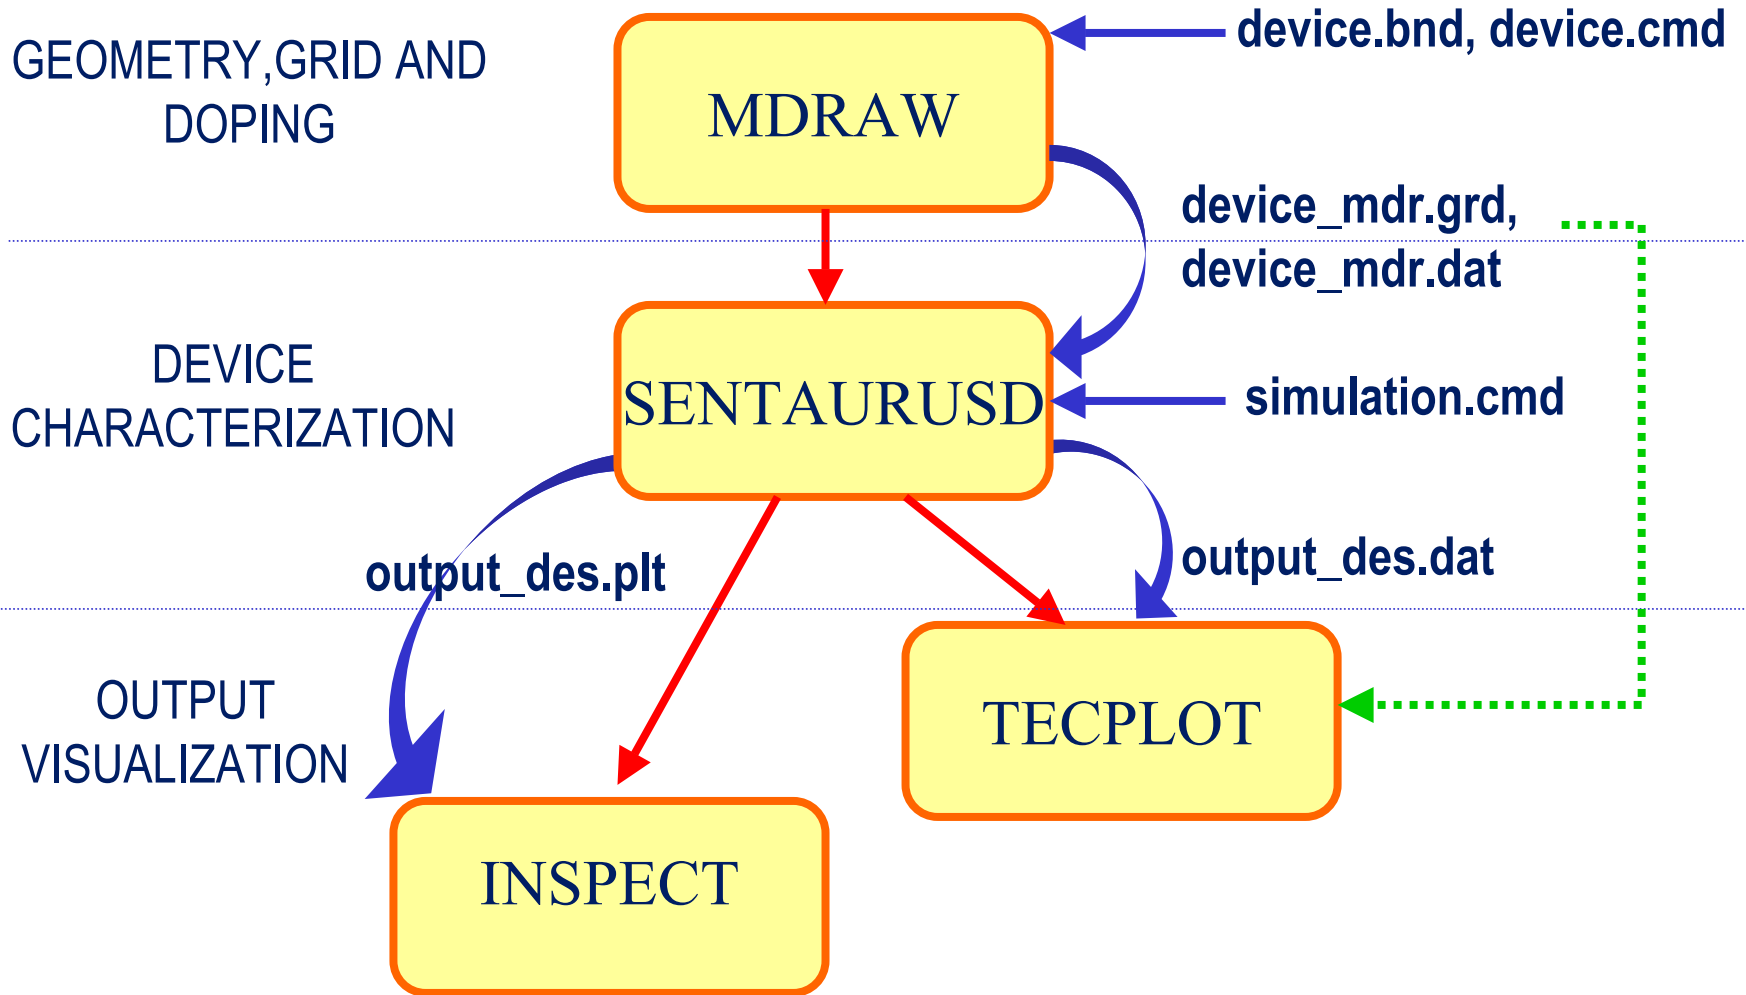 GEOMETRY,GRID AND
DOPING
MDRAW
device.bnd, device.cmd
device_mdr.grd,
device_mdr.dat
DEVICE
CHARACTERIZATION
SENTAURUSD
simulation.cmd
output_des.plt
output_des.dat
OUTPUT
VISUALIZATION
TECPLOT
INSPECT